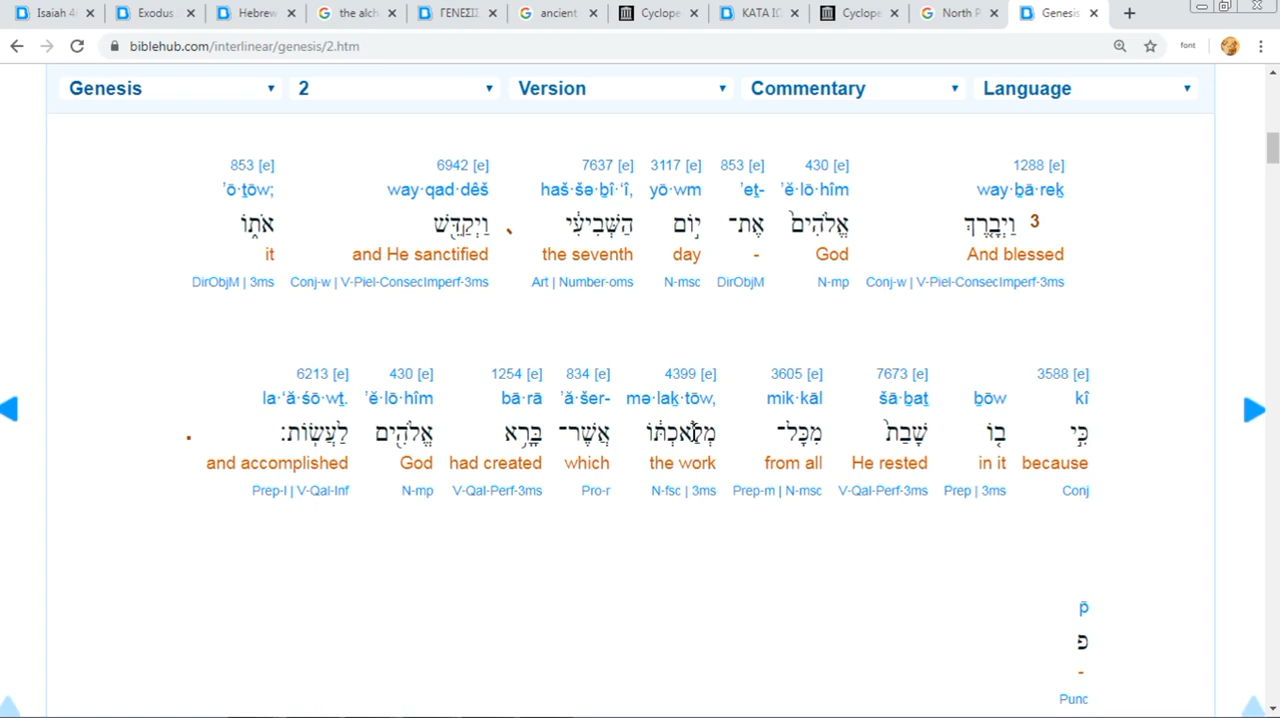 Isaiah 4
Exodus
Hebrew
the alch
ΓΕΝΕΣΙΣ
ancient
Cyclope
ΚΑΤΑ ΙΩ
Cyclope
North P
Genesis
biblehub.com/interlinear/genesis/2.htm
font
Genesis 2 Version Commentary Language
853 [e] 6942 [e] 7637 [e] 3117 [e] 853 [e] 430 [e] 1288 [e]
’ō·ṯōw; way·qad·dêš haš·šə·ḇî·‘î, yō·wm ’eṯ- ’ĕ·lō·hîm way·ḇā·reḵ
3 וַיְבָ֤רֶךְ אֱלֹהִים֙ אֶת־ י֣וֹם הַשְּׁבִיעִ֔י ､ וַיְקַדֵּ֖שׁ אֹת֑וֹ
it and He sanctified the seventh day - God And blessed
DirObjM | 3ms Conj-w | V-Piel-ConsecImperf-3ms Art | Number-oms N-msc DirObjM N-mp Conj-w | V-Piel-ConsecImperf-3ms
6213 [e] 430 [e] 1254 [e] 834 [e] 4399 [e] 3605 [e] 7673 [e] 3588 [e]
la·‘ă·śō·wṯ. ’ĕ·lō·hîm bā·rā ’ă·šer- mə·laḵ·tōw, mik·kāl šā·ḇaṯ ḇōw kî
כִּ֣י ב֤וֹ שָׁבַת֙ מִכָּל־ מְלַאכְתּ֔וֹ אֲשֶׁר־ בָּרָ֥א אֱלֹהִ֖ים לַעֲשֽׂוֹת׃ .
and accomplished God had created which the work from all He rested in it because
Prep-l | V-Qal-Inf N-mp V-Qal-Perf-3ms Pro-r N-fsc | 3ms Prep-m | N-msc V-Qal-Perf-3ms Prep | 3ms Conj
p̄
פ
-
Punc